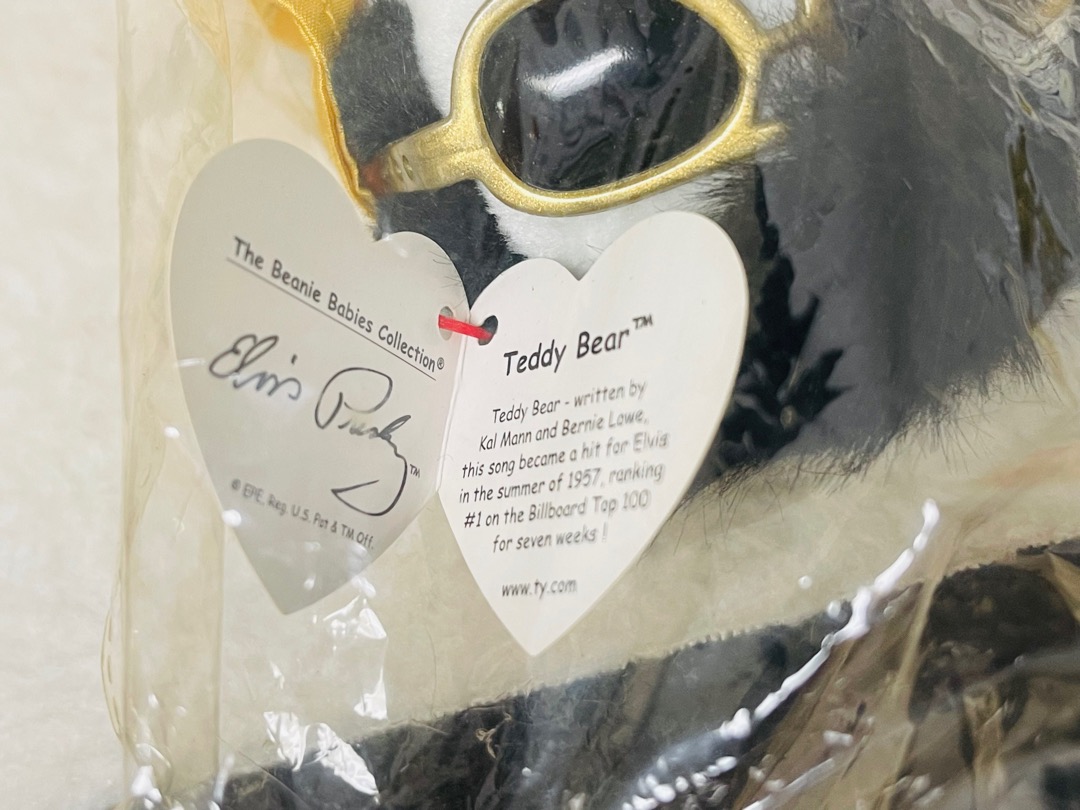 The Beanie Babies Collection®
Elvis Presley™
® EPE, Reg. U.S. Pat & TM Off.
Teddy Bear™
Teddy Bear - written by
Kal Mann and Bernie Lowe,
this song became a hit for Elvis
in the summer of 1957, ranking
#1 on the Billboard Top 100
for seven weeks!
www.ty.com